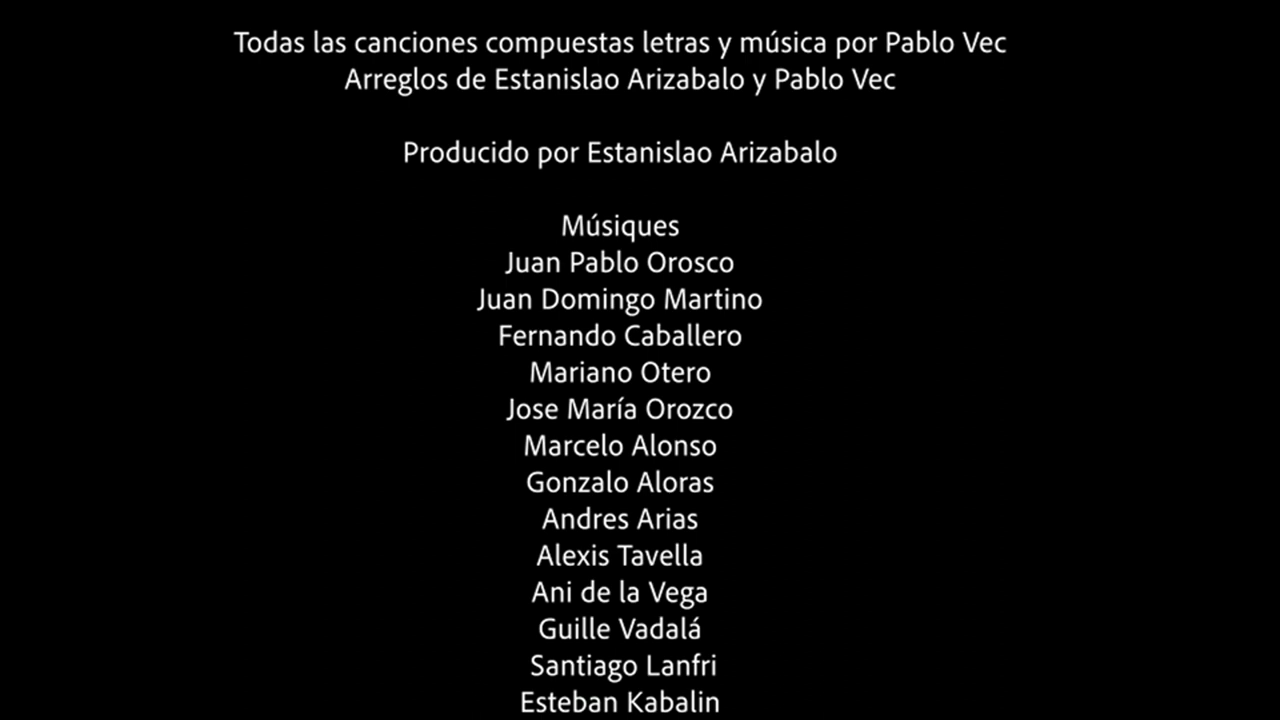 Todas las canciones compuestas letras y música por Pablo Vec
Arreglos de Estanislao Arizabalo y Pablo Vec
Producido por Estanislao Arizabalo
Músiques
Juan Pablo Orosco
Juan Domingo Martino
Fernando Caballero
Mariano Otero
Jose María Orozco
Marcelo Alonso
Gonzalo Aloras
Andres Arias
Alexis Tavella
Ani de la Vega
Guille Vadalá
Santiago Lanfri
Esteban Kabalin